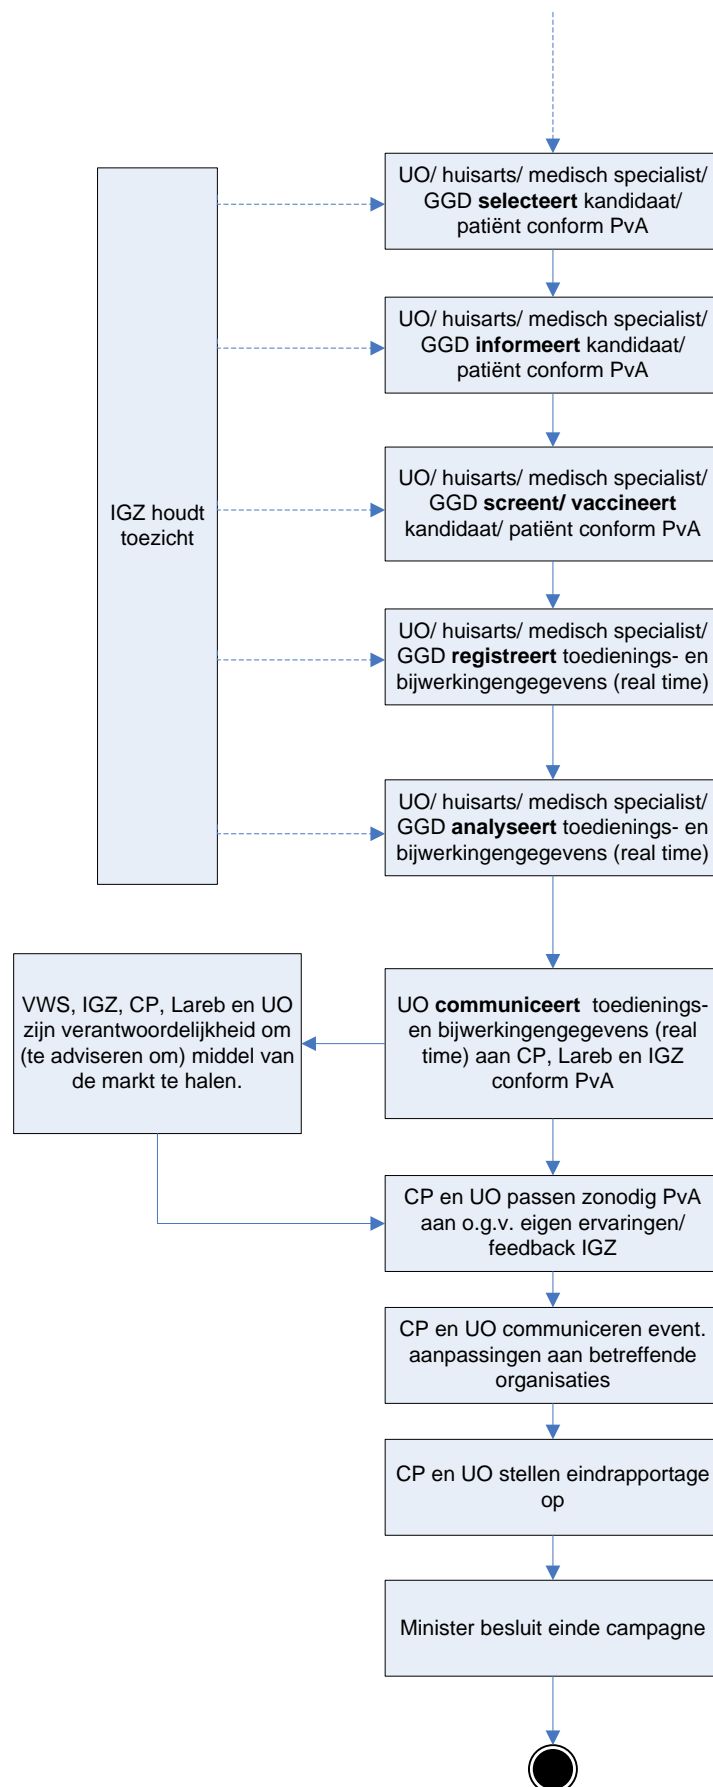 UO/ huisarts/ medisch specialist/
GGD selecteert kandidaat/
patiënt conform PvA
UO/ huisarts/ medisch specialist/
GGD informeert kandidaat/
patiënt conform PvA
UO/ huisarts/ medisch specialist/
GGD screent/ vaccineert
kandidaat/ patiënt conform PvA
IGZ houdt
toezicht
UO/ huisarts/ medisch specialist/
GGD registreert toedienings- en
bijwerkingengegevens (real time)
UO/ huisarts/ medisch specialist/
GGD analyseert toedienings- en
bijwerkingengegevens (real time)
VWS, IGZ, CP, Lareb en UO
zijn verantwoordelijkheid om
(te adviseren om) middel van
de markt te halen.
UO communiceert toedienings-
en bijwerkingengegevens (real
time) aan CP, Lareb en IGZ
conform PvA
CP en UO passen zonodig PvA
aan o.g.v. eigen ervaringen/
feedback IGZ
CP en UO communiceren event.
aanpassingen aan betreffende
organisaties
CP en UO stellen eindrapportage
op
Minister besluit einde campagne